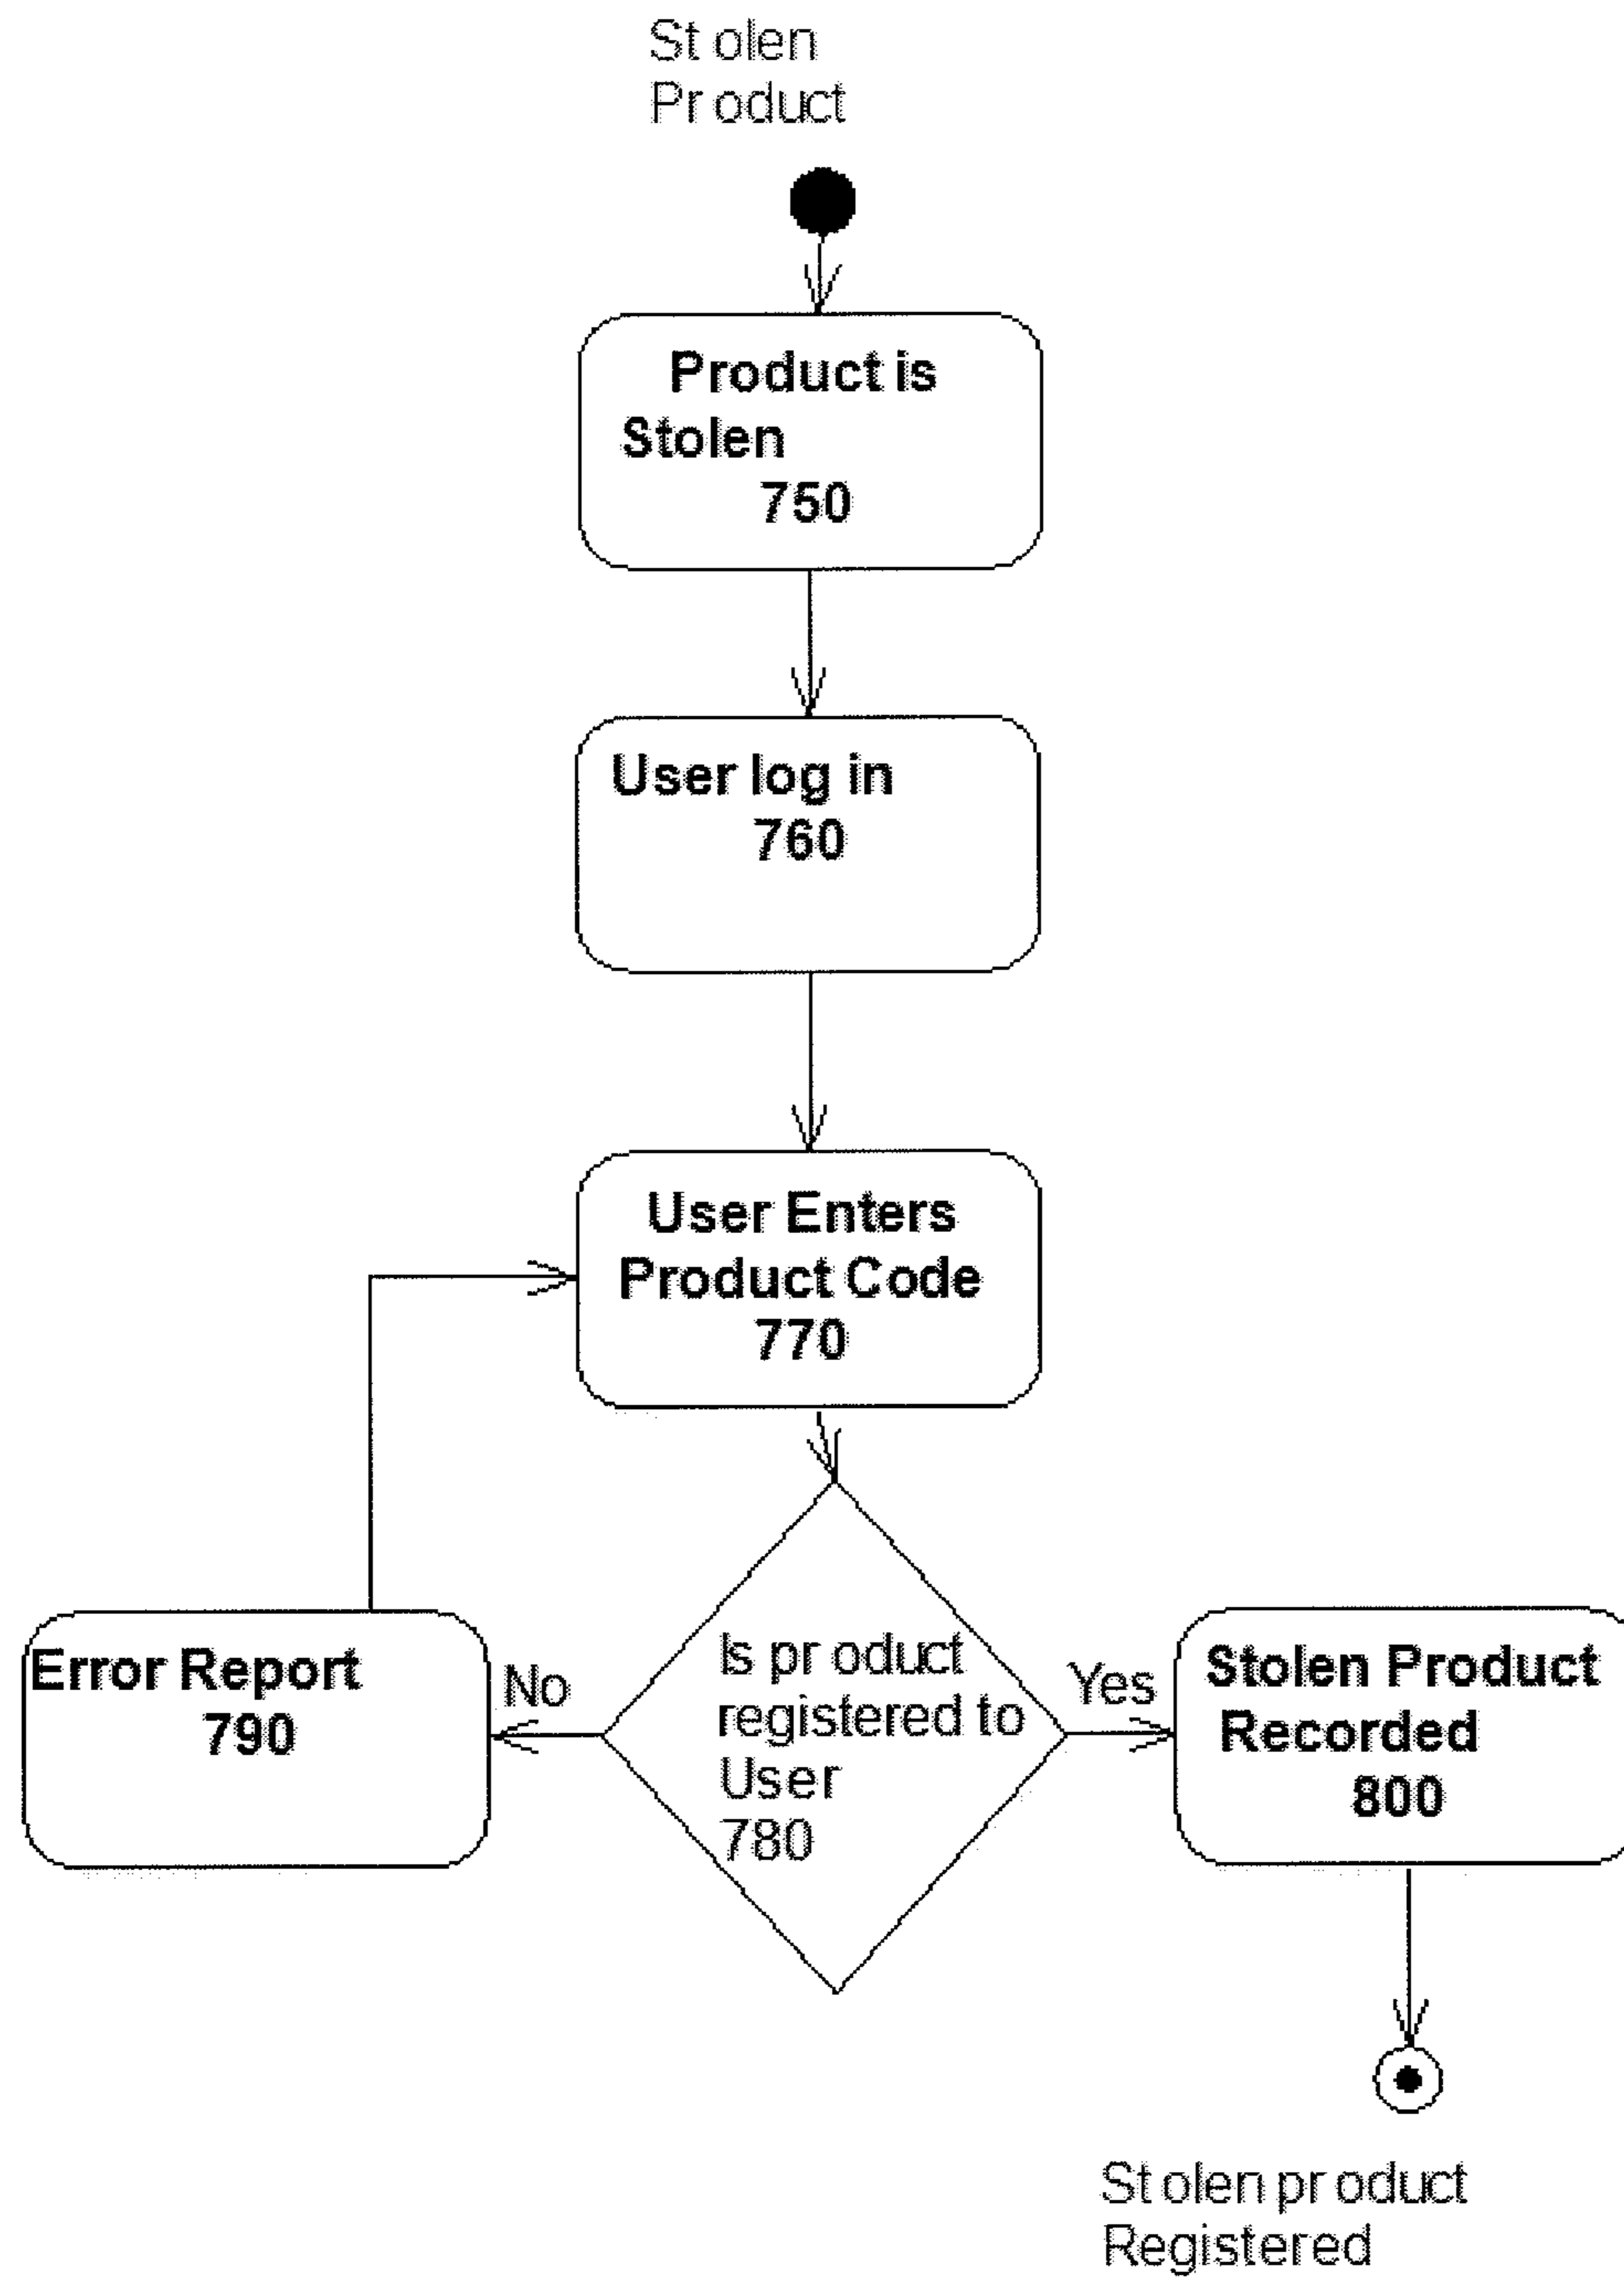 Stolen
Product
Product is
Stolen
750
User log in
760
User Enters
Product Code
770
Is product
registered to
User
780
No
Yes
Error Report
790
Stolen Product
Recorded
800
Stolen product
Registered